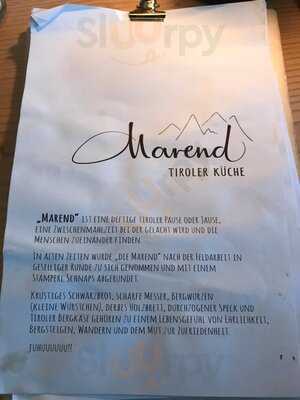 Sluurpy
Marend
TIROLER KÜCHE
„MAREND“ IST EINE DEFTIGE TIROLER PAUSE ODER JAUSE,
EINE ZWISCHENMAHLZEIT BEI DER GELACHT WIRD UND DIE
MENSCHEN ZUEINANDER FINDEN.
IN ALTEN ZEITEN WURDE „DIE MAREND“ NACH DER FELDARBEIT IN
GESELLIGER RUNDE ZU SICH GENOMMEN UND MIT EINEM
STAMPERL SCHNAPS ABGERUNDET.
KRUSTIGES SCHWARZBROT, SCHARFE MESSER, BERGWURZEN
(KLEINE WÜRSTCHEN), DERBES HOLZBRETT, DURCHZOGENER SPECK UND
TIROLER BERGKÄSE GEHÖREN ZU EINEM LEBENSGEFÜHL VON EHRLICHKEIT,
BERGSTEIGEN, WANDERN UND DEM MUT ZUR ZUFRIEDENHEIT.
JUHUUUUUU!!